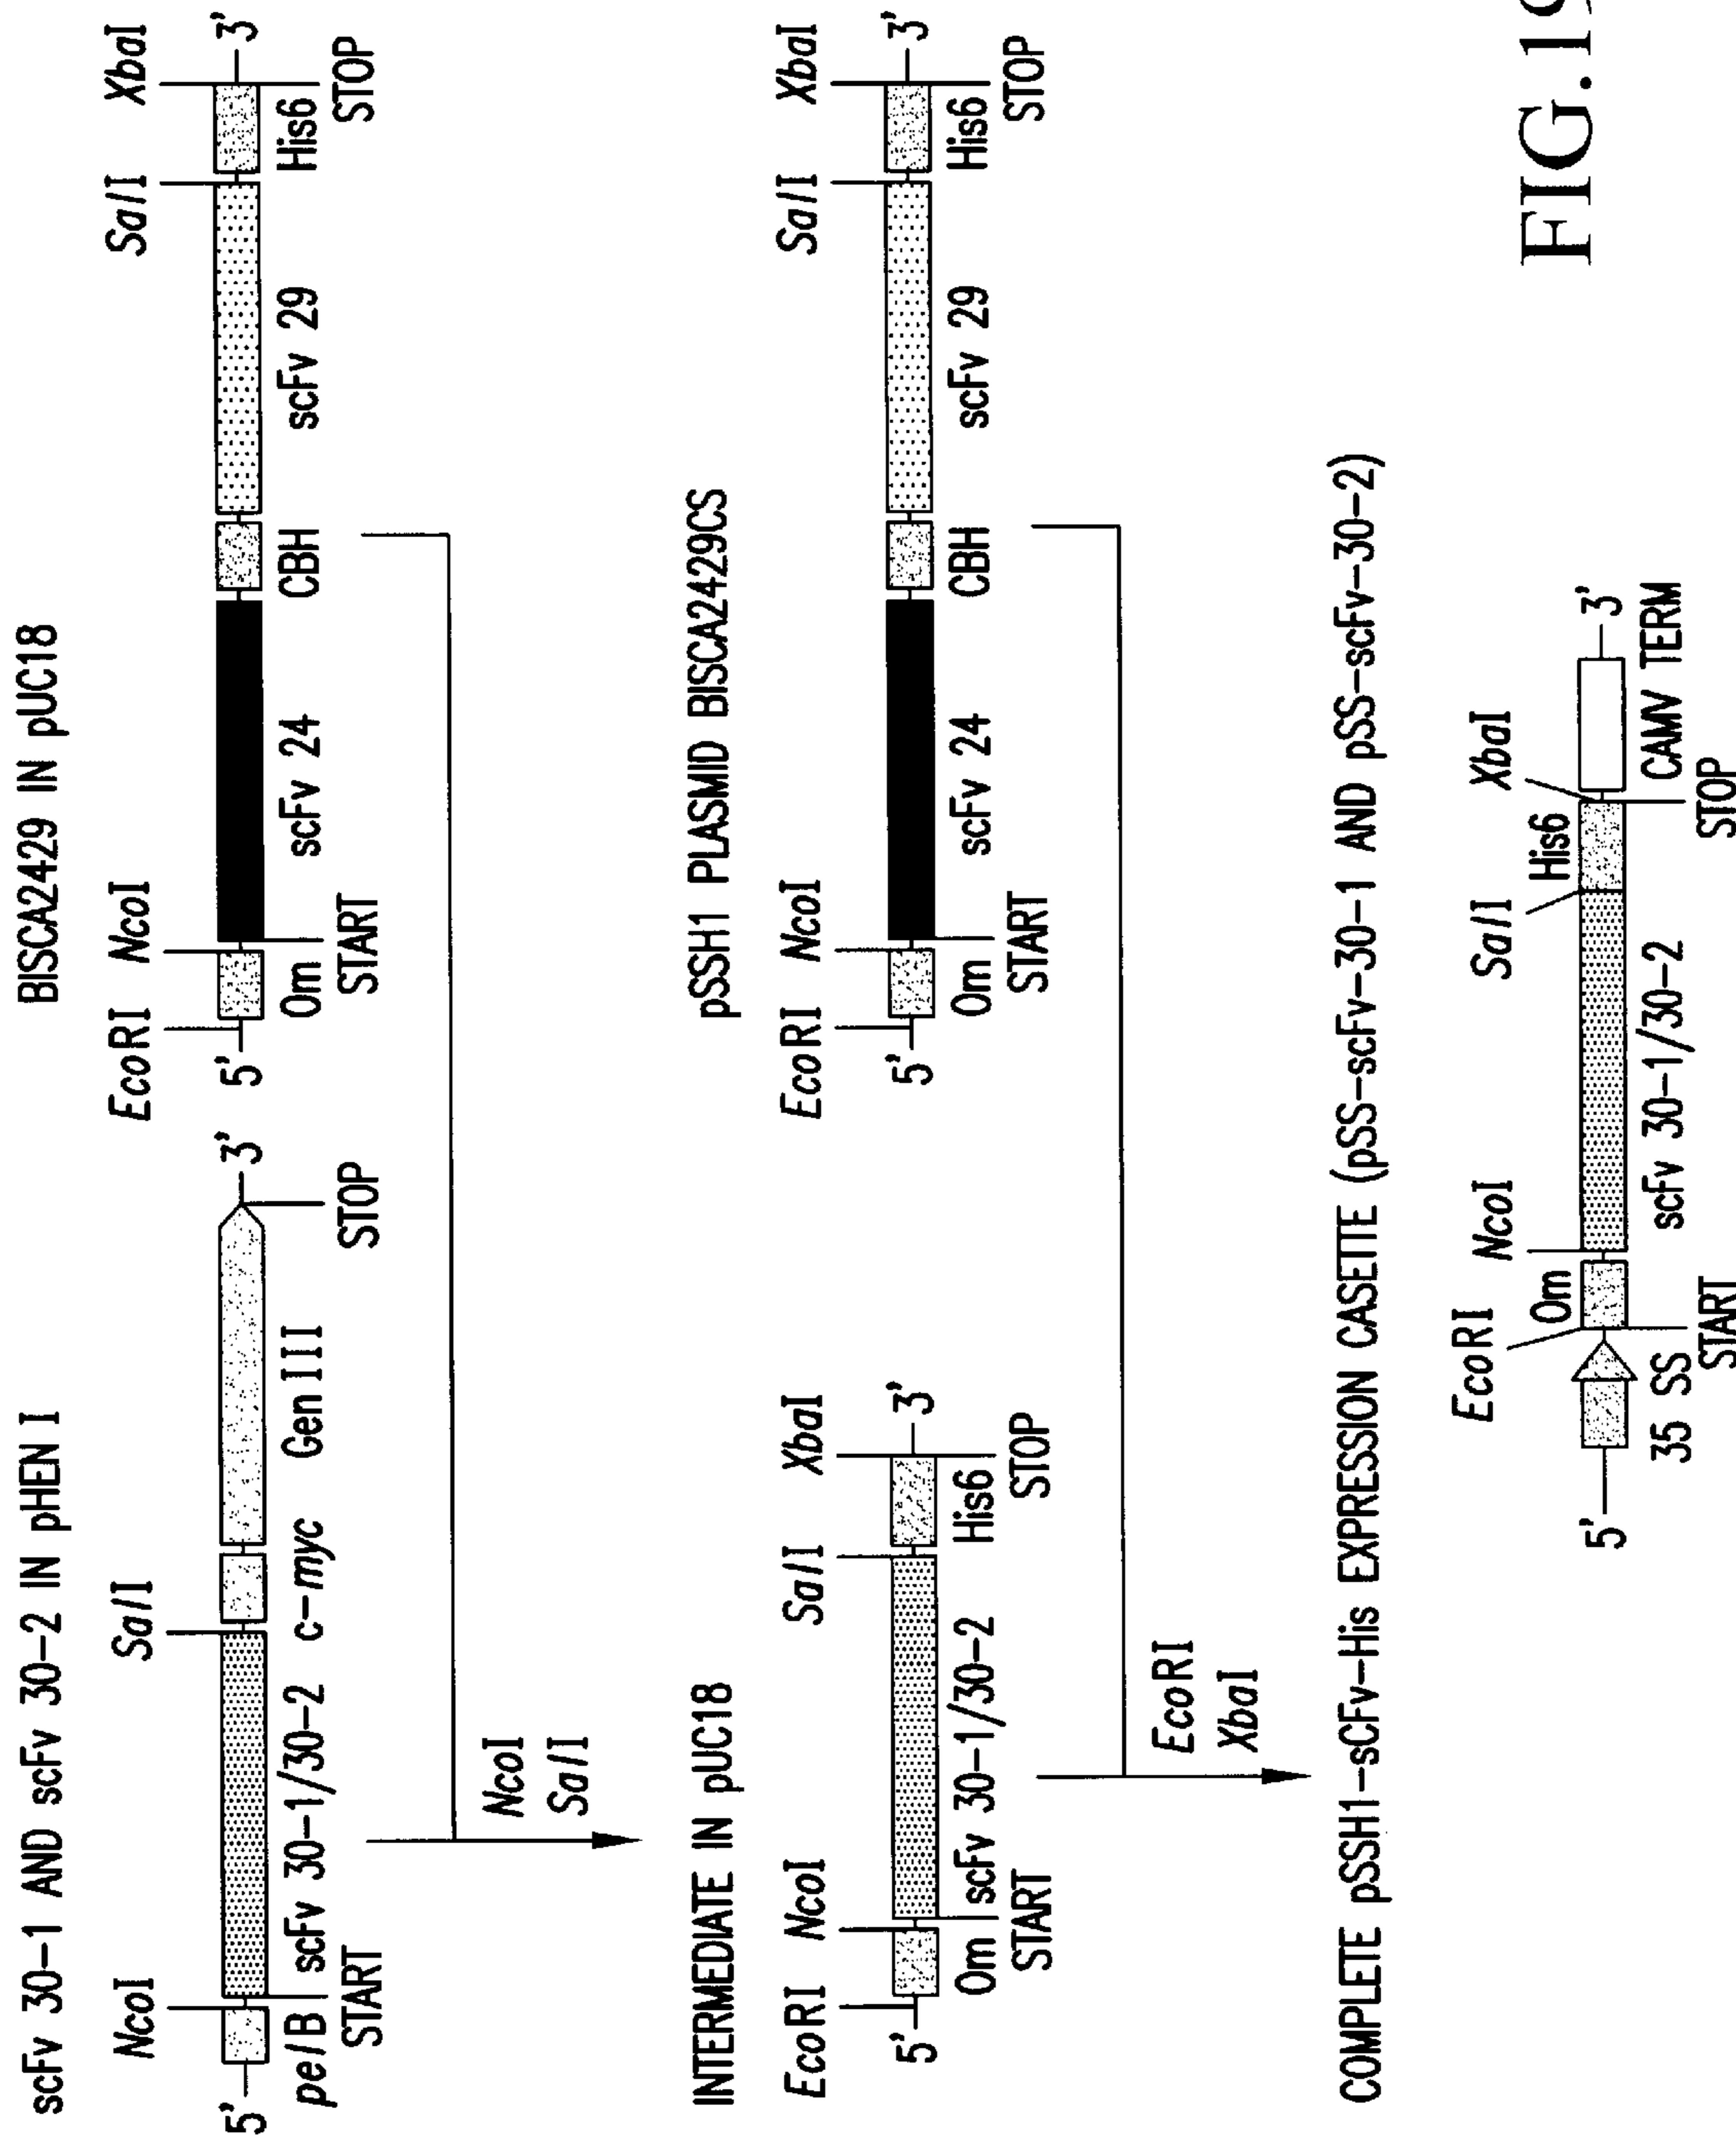 scFv 30-1 AND scFv 30-2 IN pHEN I
NcoI
SalI
5'
3'
pelB
scFv 30-1/30-2
c-myc
Gen III
START
STOP
BISCA2429 IN pUC18
EcoRI
NcoI
SalI
XbaI
5'
3'
Om
scFv 24
CBH
scFv 29
His6
START
STOP
NcoI
SalI
INTERMEDIATE IN pUC18
EcoRI
NcoI
SalI
XbaI
5'
3'
Om
scFv 30-1/30-2
His6
START
STOP
pSSH1 PLASMID BISCA2429CS
EcoRI
NcoI
SalI
XbaI
5'
3'
Om
scFv 24
CBH
scFv 29
His6
START
STOP
EcoRI
XbaI
COMPLETE pSSH1-sCFv-His EXPRESSION CASETTE (pSS-scFv-30-1 AND pSS-scFv-30-2)
EcoRI
NcoI
SalI
XbaI
Om
His6
5'
3'
35 SS
scFv 30-1/30-2
CAMV TERM
START
STOP
FIG.19